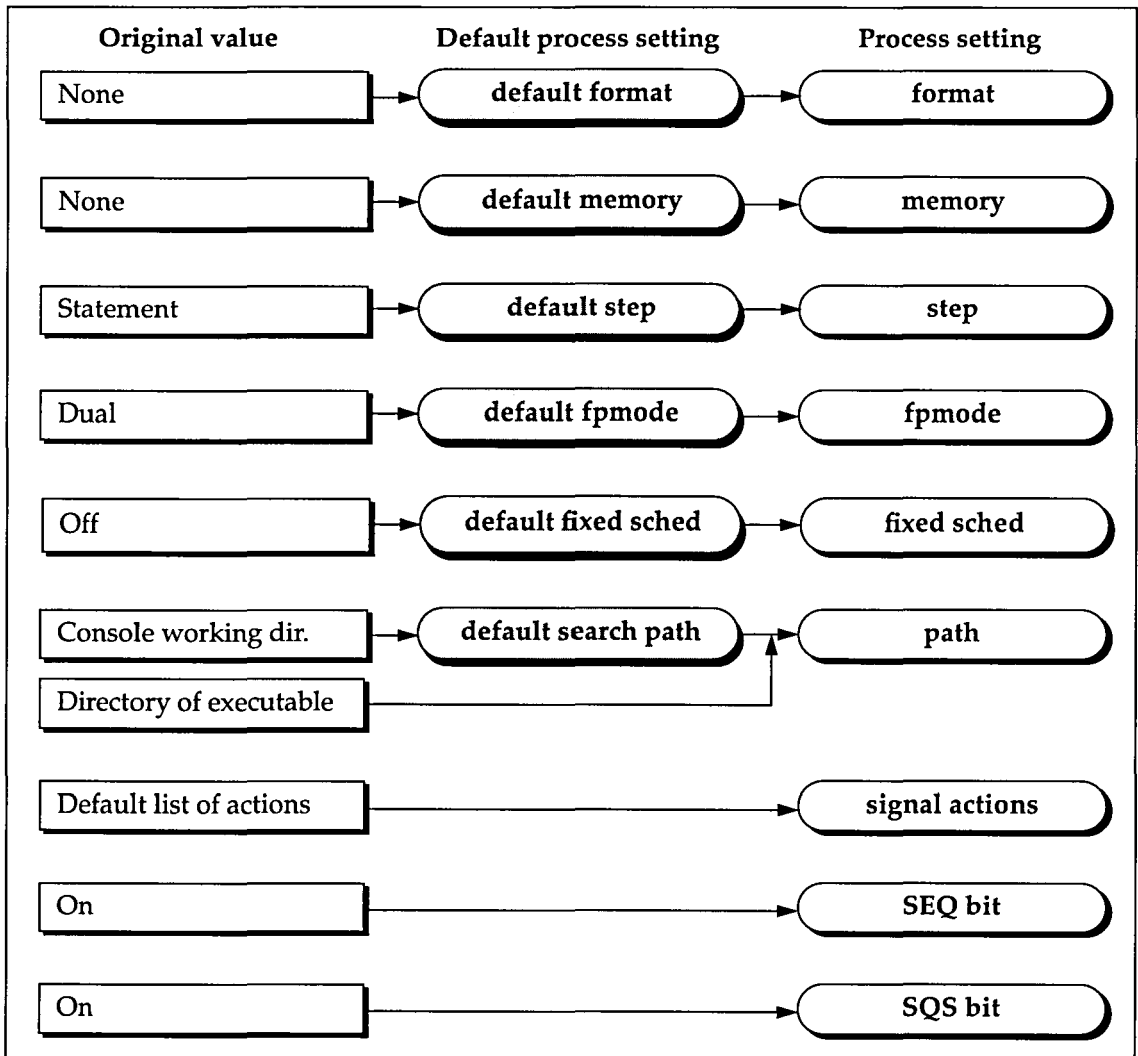 Original value Default process setting Process setting
None default format format
None default memory memory
Statement default step step
Dual default fpmode fpmode
Off default fixed sched fixed sched
Console working dir. default search path path
Directory of executable
Default list of actions signal actions
On SEQ bit
On SQS bit